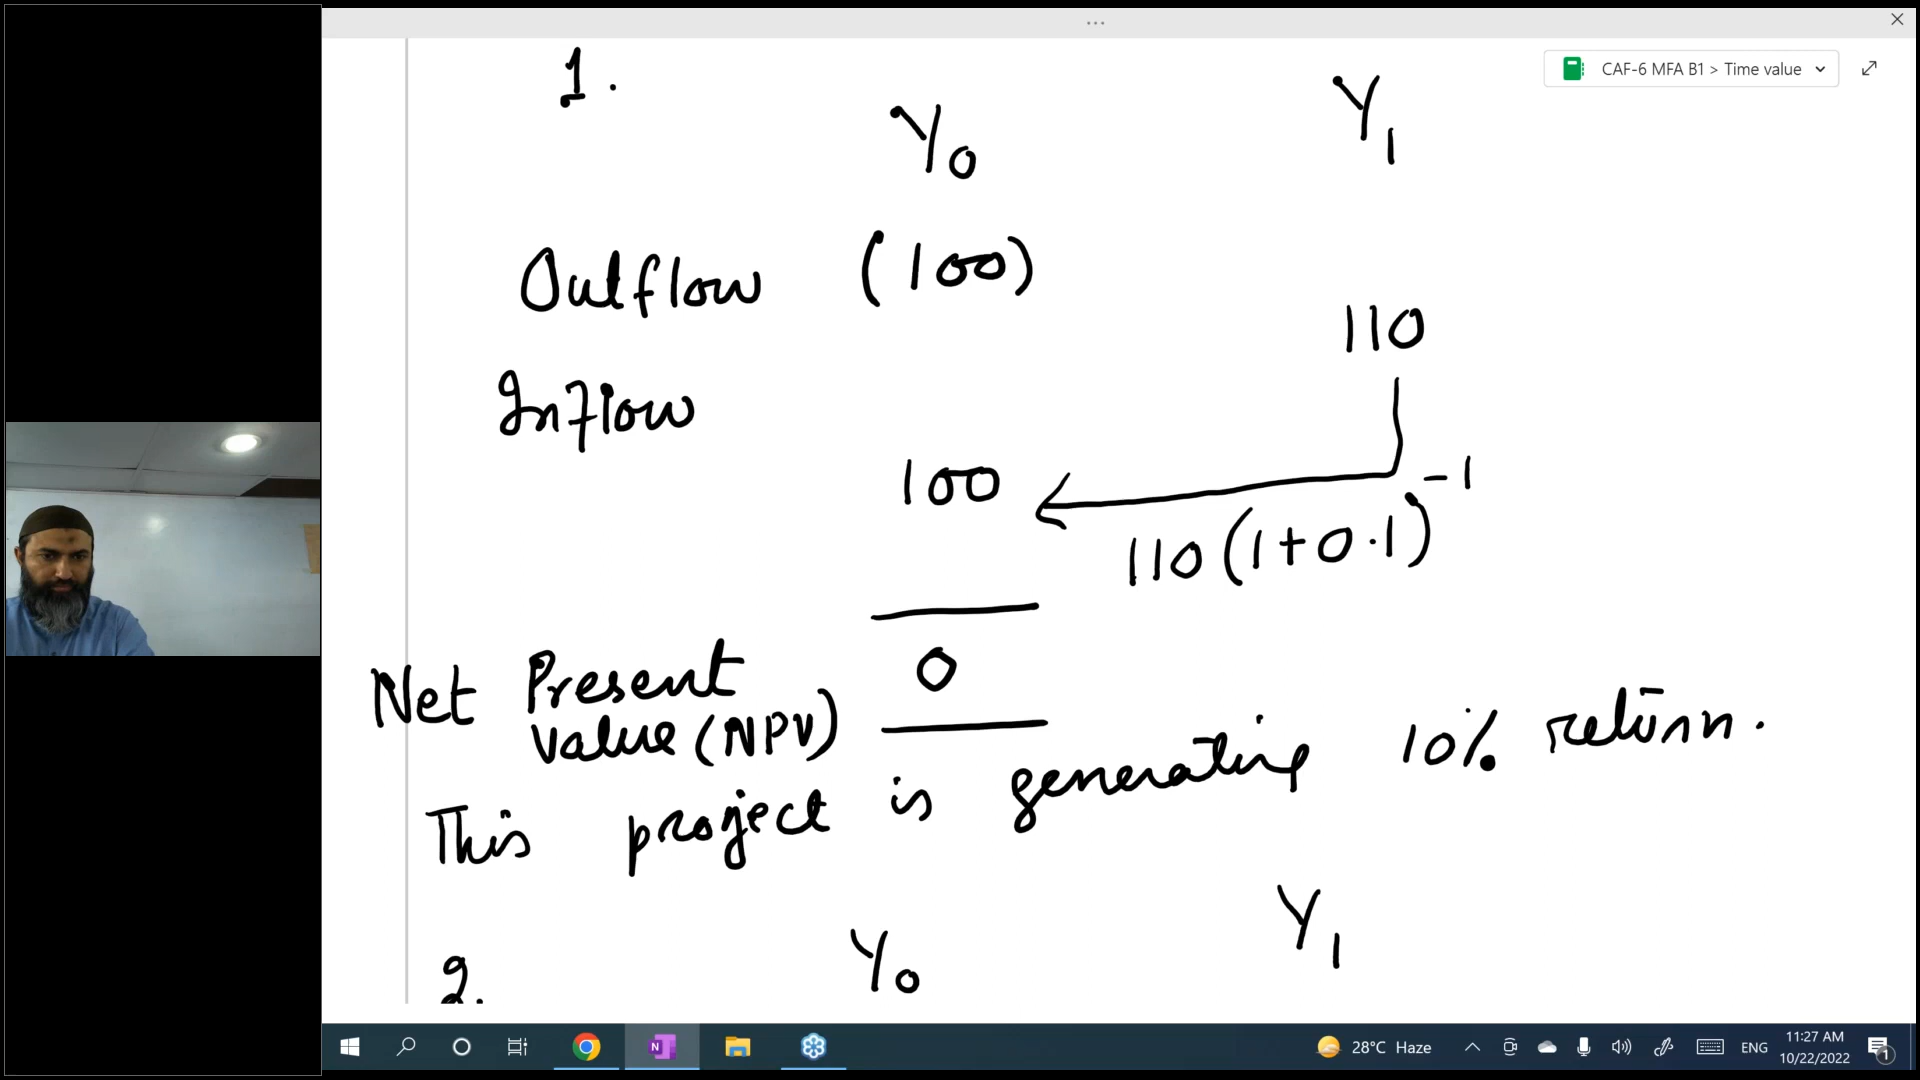 CAF-6 MFA B1 > Time value
1.
Y0 Y1
Outflow (100)
110
Inflow
100
110(1+0.1)-1
0
Net Present
Value (NPV)
This project is generating 10% return.
2. Y0 Y1
28°C Haze
ENG
11:27 AM
10/22/2022
1